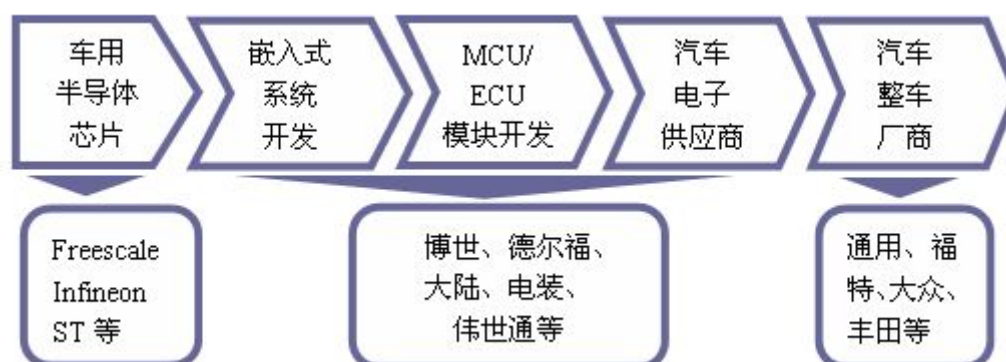 车用
半导体
芯片
嵌入式
系统
开发
MCU/
ECU
模块开发
汽车
电子
供应商
汽车
整车
厂商
Freescale
Infineon
ST 等
博世、德尔福、
大陆、电装、
伟世通等
通用、福
特、大众、
丰田等